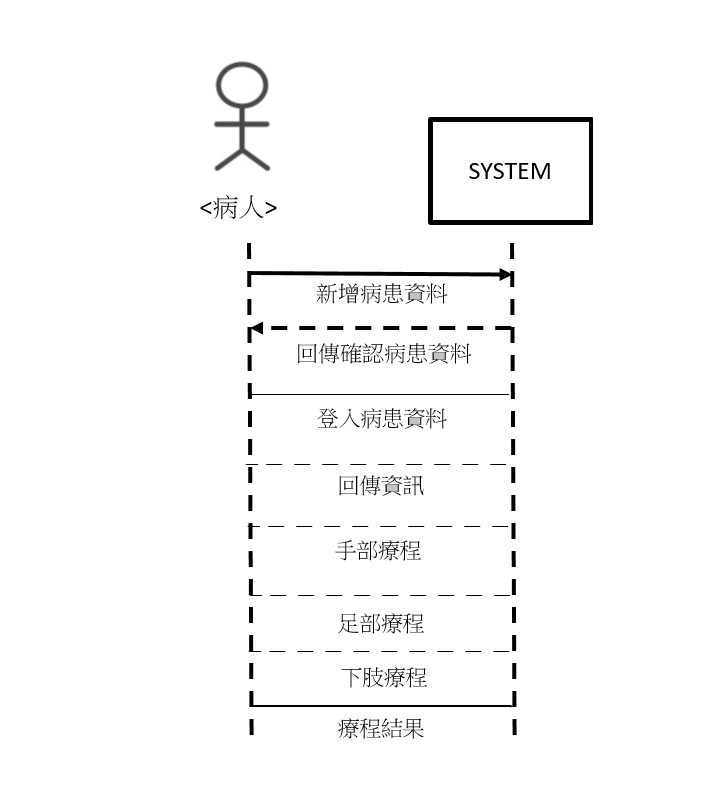 SYSTEM
<病人>
新增病患資料
回傳確認病患資料
登入病患資料
回傳資訊
手部療程
足部療程
下肢療程
療程結果